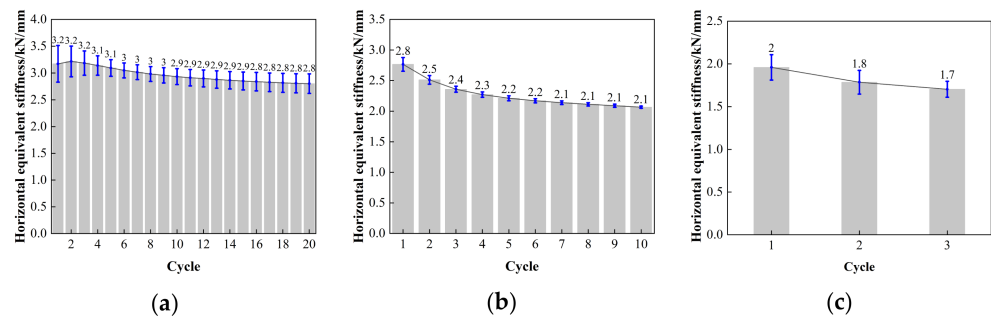 Horizontal equivalent stiffness/kN/mm
4.0
3.5
3.0
2.5
2.0
1.5
1.0
0.5
0.0
3.2 3.2 3.2 3.1 3.1 3 3 3 3 2.9 2.9 2.9 2.9 2.9 2.9 2.8 2.8 2.8 2.8 2.8
2 4 6 8 10 12 14 16 18 20
Cycle
(a)
Horizontal equivalent stiffness/kN/mm
3.5
3.0
2.5
2.0
1.5
1.0
0.5
0.0
2.8 2.5 2.4 2.3 2.2 2.2 2.1 2.1 2.1 2.1
1 2 3 4 5 6 7 8 9 10
Cycle
(b)
Horizontal equivalent stiffness/kN/mm
2.5
2.0
1.5
1.0
0.5
0.0
2 1.8 1.7
1 2 3
Cycle
(c)